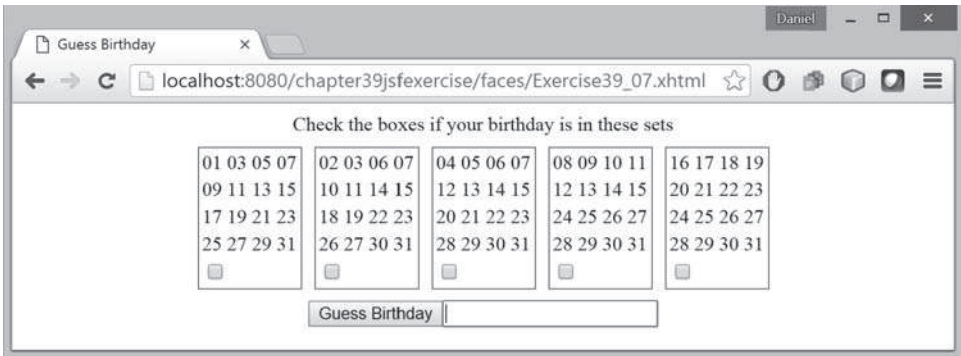 Daniel
Guess Birthday
localhost:8080/chapter39jsfexercise/faces/Exercise39_07.xhtml
Check the boxes if your birthday is in these sets
01 03 05 07
09 11 13 15
17 19 21 23
25 27 29 31
02 03 06 07
10 11 14 15
18 19 22 23
26 27 30 31
04 05 06 07
12 13 14 15
20 21 22 23
28 29 30 31
08 09 10 11
12 13 14 15
24 25 26 27
28 29 30 31
16 17 18 19
20 21 22 23
24 25 26 27
28 29 30 31
Guess Birthday